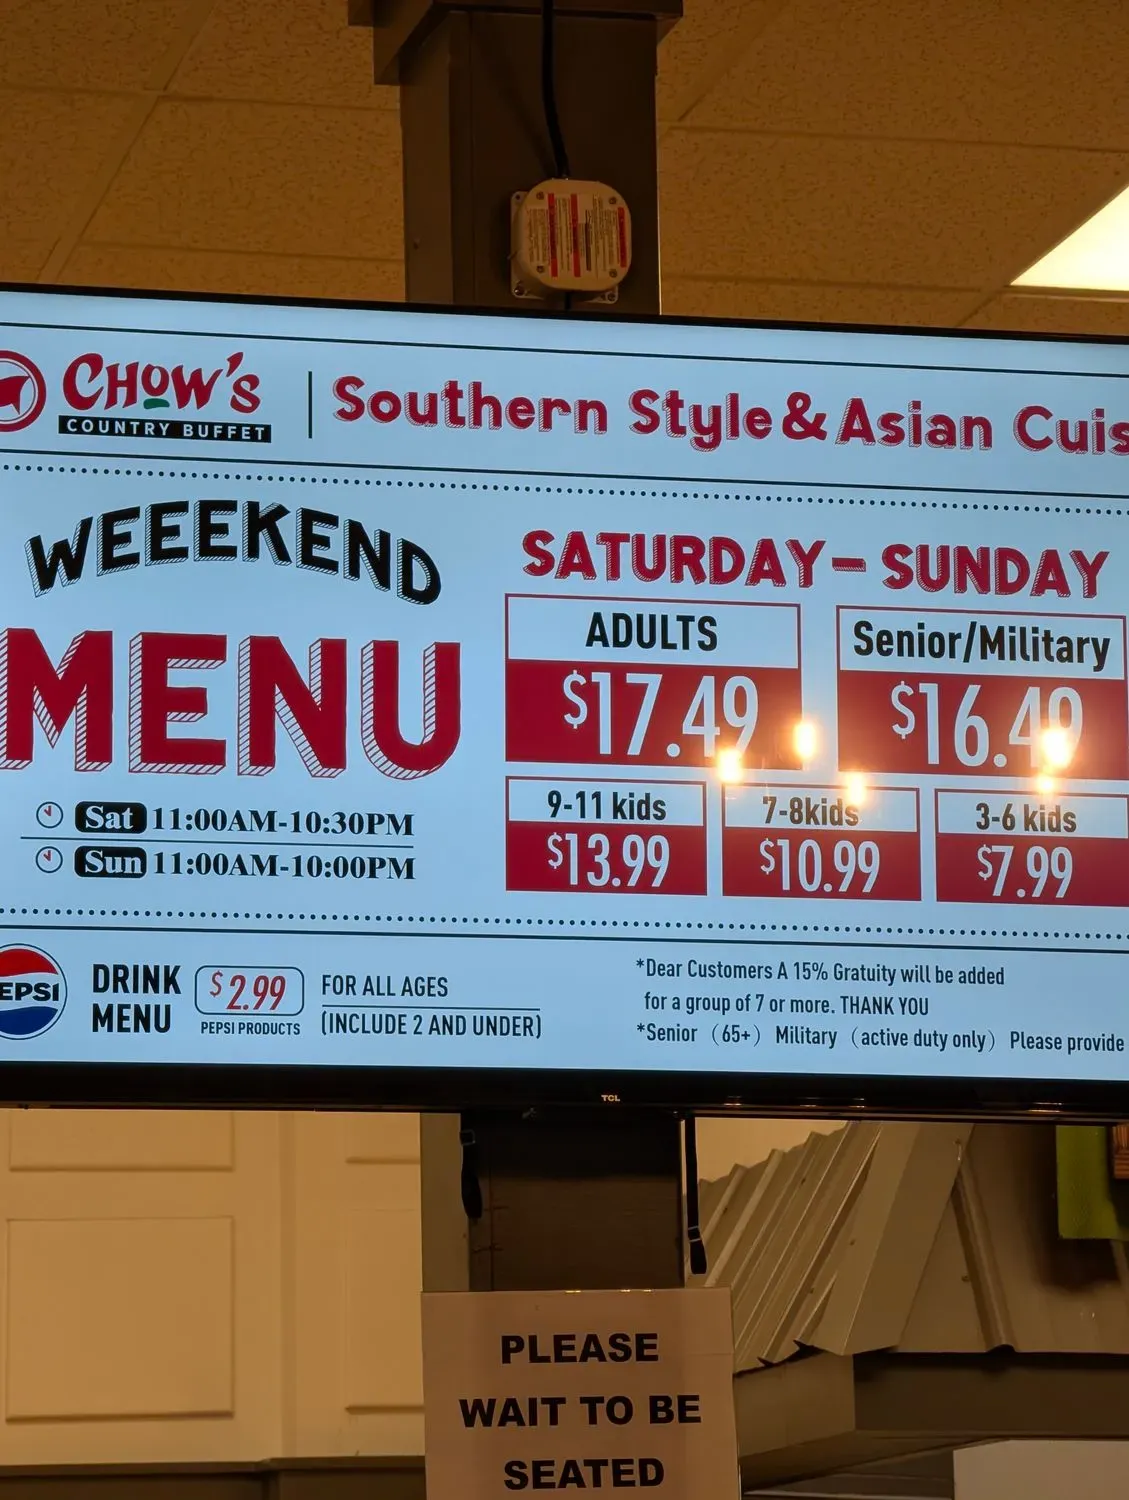 CHOW'S
COUNTRY BUFFET
Southern Style & Asian
WEEEKEND
MENU
Sat 11:00AM-10:30PM
Sun 11:00AM-10:00PM
SATURDAY-SUNDAY
ADULTS
$17.49
Senior/Military
$16.49
9-11 kids
$13.99
7-8kids
$10.99
3-6 kids
$7.99
EPSI
DRINK
MENU
$2.99
PEPSI PRODUCTS
FOR ALL AGES
(INCLUDE 2 AND UNDER)
*Dear Customers A 15% Gratuity will be added
for a group of 7 or more. THANK YOU
*Senior （65+） Military （active duty only） Please provide
TCL
PLEASE
WAIT TO BE
SEATED